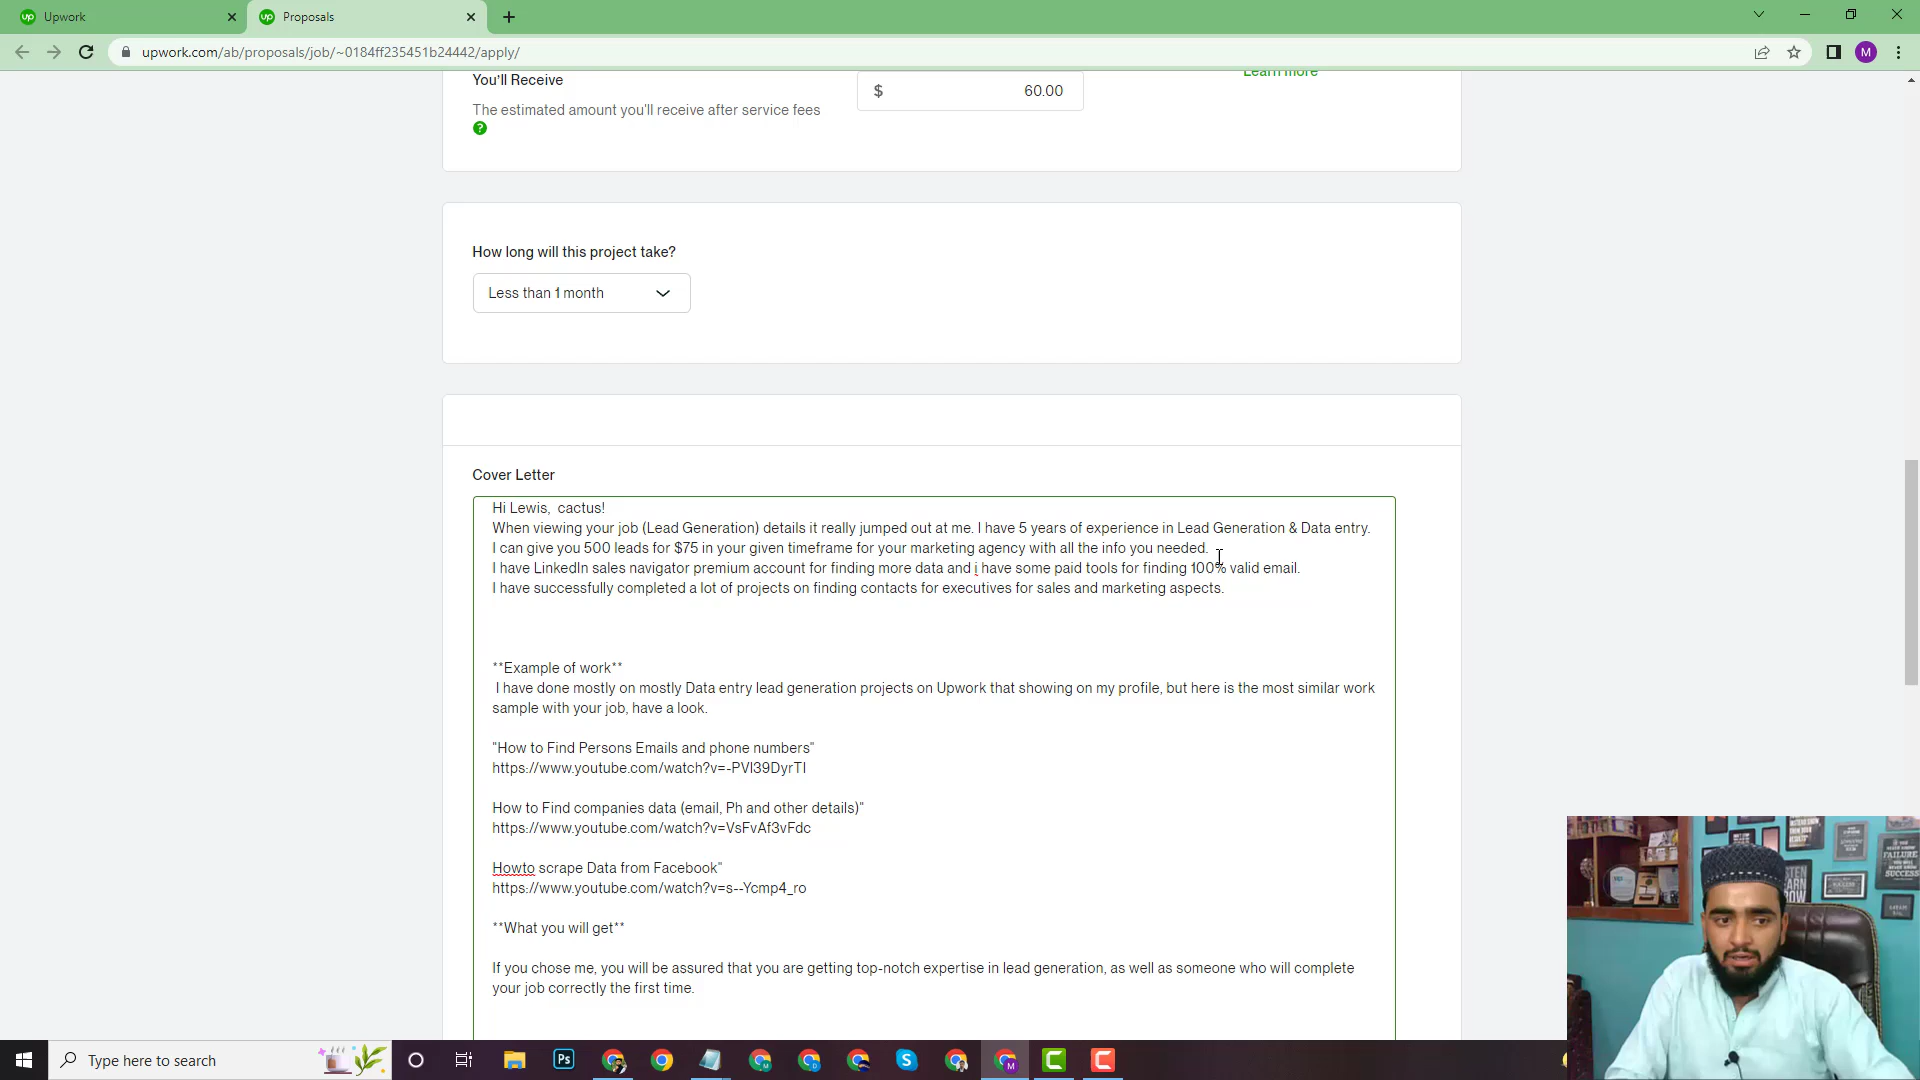 Upwork
Proposals
upwork.com/ab/proposals/job/~0184ff235451b24442/apply/
M
You'll Receive
$ 60.00
Learn more
The estimated amount you'll receive after service fees
?
How long will this project take?
Less than 1 month
Cover Letter
Hi Lewis,  cactus!
When viewing your job (Lead Generation) details it really jumped out at me. I have 5 years of experience in Lead Generation & Data entry.
I can give you 500 leads for $75 in your given timeframe for your marketing agency with all the info you needed.
I have LinkedIn sales navigator premium account for finding more data and i have some paid tools for finding 100% valid email.
I have successfully completed a lot of projects on finding contacts for executives for sales and marketing aspects.
**Example of work**
I have done mostly on mostly Data entry lead generation projects on Upwork that showing on my profile, but here is the most similar work
sample with your job, have a look.
"How to Find Persons Emails and phone numbers"
https://www.youtube.com/watch?v=-PVI39DyrTI
How to Find companies data (email, Ph and other details)"
https://www.youtube.com/watch?v=VsFvAf3vFdc
Howto scrape Data from Facebook"
https://www.youtube.com/watch?v=s--Ycmp4_ro
**What you will get**
If you chose me, you will be assured that you are getting top-notch expertise in lead generation, as well as someone who will complete
your job correctly the first time.
FAILURE
SUCCESS
Type here to search
Ps